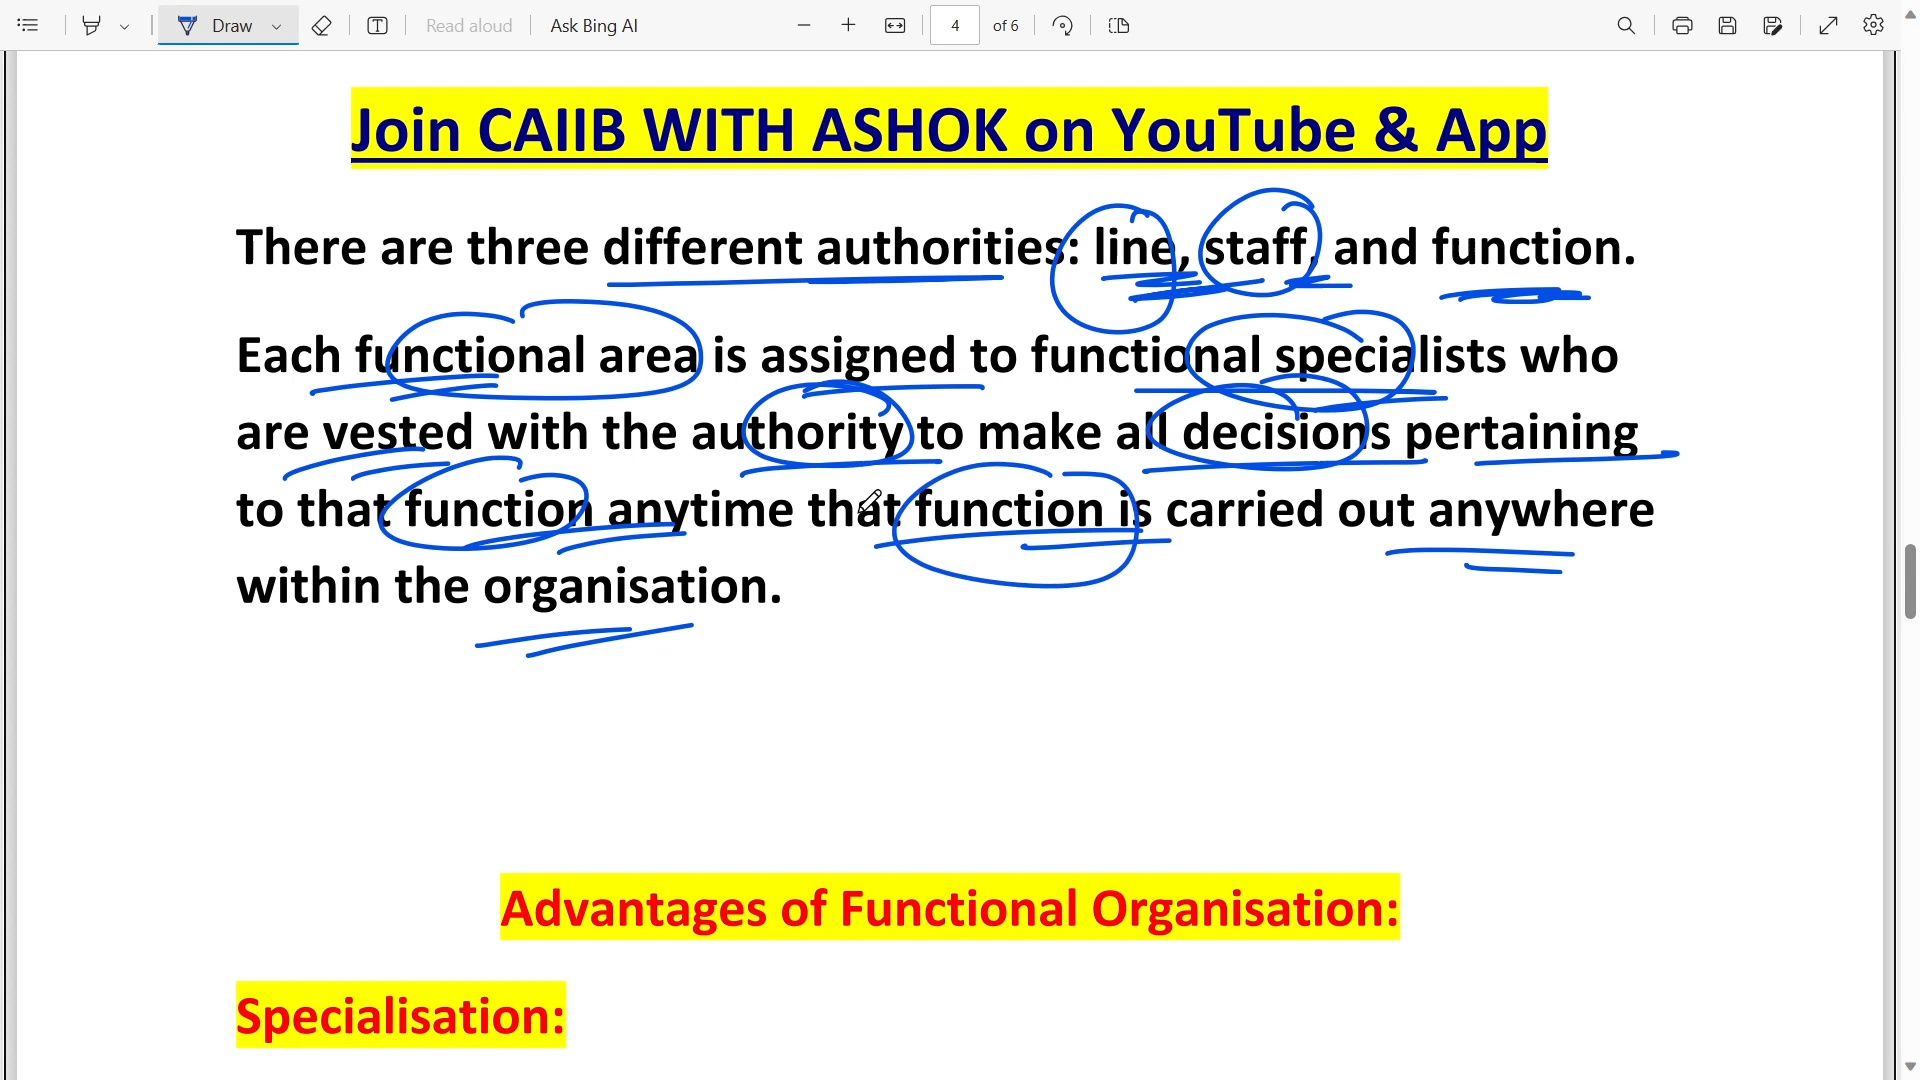 Draw
Read aloud
Ask Bing AI
4
of 6
Join CAIIB WITH ASHOK on YouTube & App
There are three different authorities: line, staff, and function.
Each functional area is assigned to functional specialists who
are vested with the authority to make all decisions pertaining
to that function anytime that function is carried out anywhere
within the organisation.
Advantages of Functional Organisation:
Specialisation: